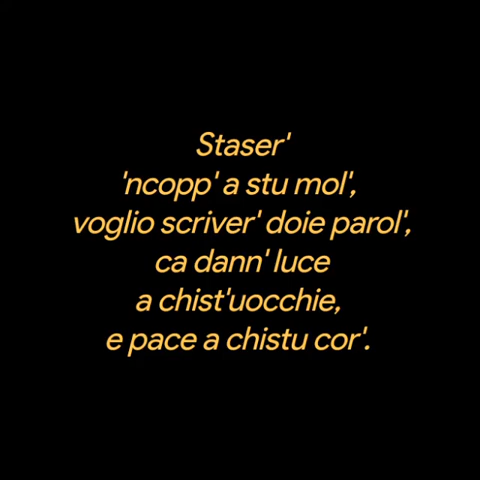 Staser'
'ncopp' a stu mol',
voglio scriver' doie parol',
ca dann' luce
a chist'uocchie,
e pace a chistu cor'.